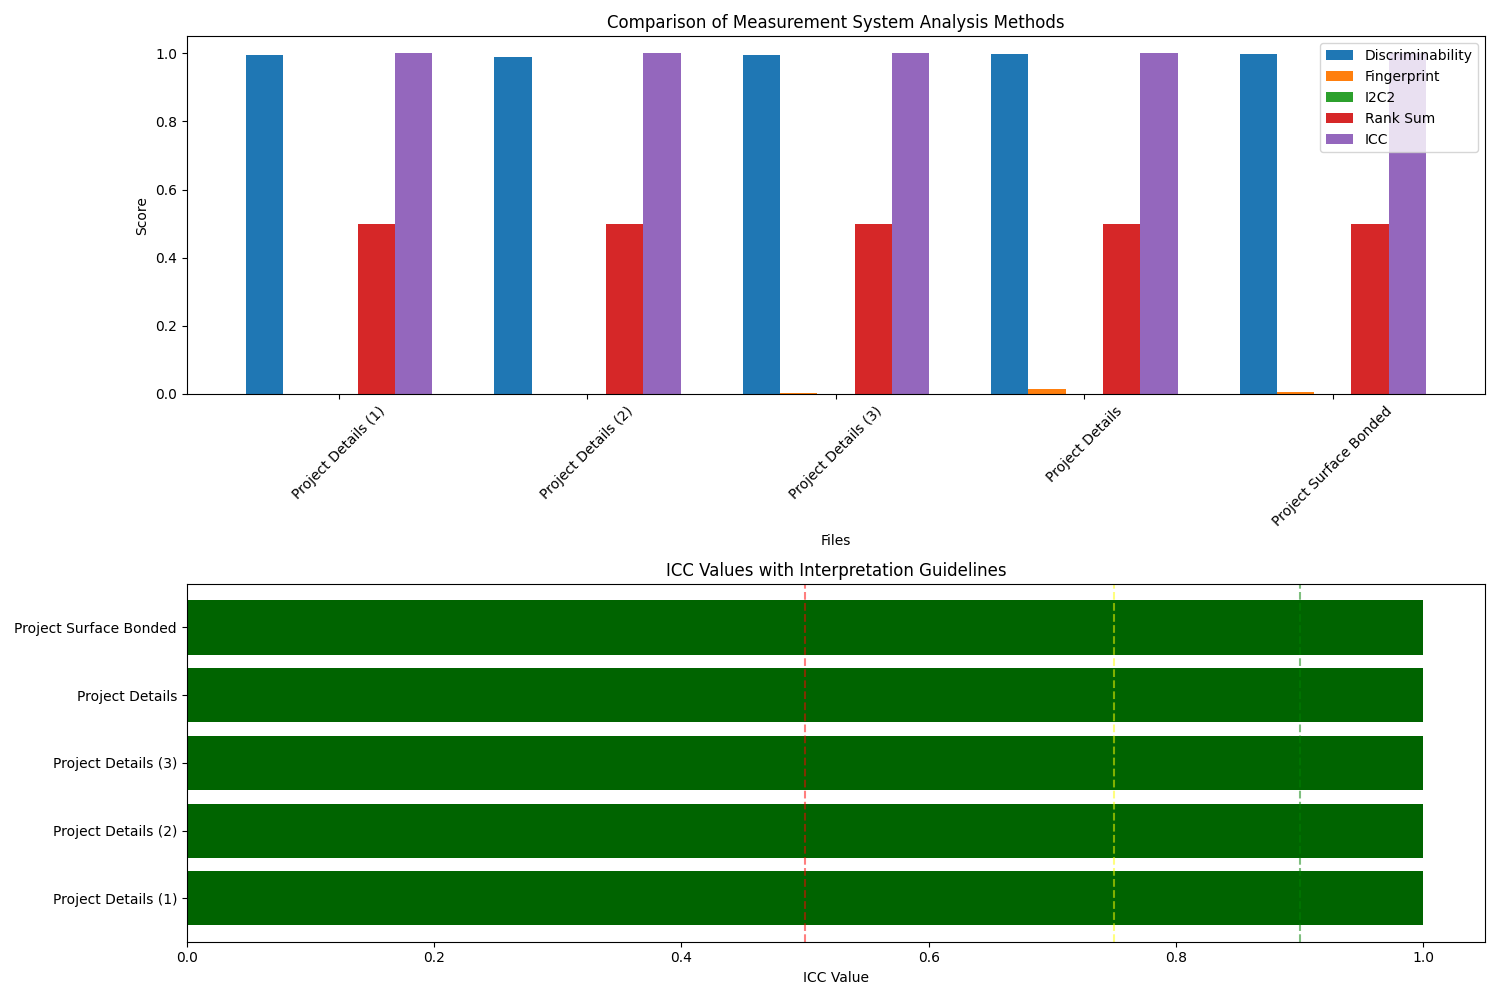 Comparison of Measurement System Analysis Methods
1.0
0.8
0.6
0.4
0.2
0.0
Score
Discriminability
Fingerprint
I2C2
Rank Sum
ICC
Project Details (1)
Project Details (2)
Project Details (3)
Project Details
Project Surface Bonded
Files
ICC Values with Interpretation Guidelines
Project Surface Bonded
Project Details
Project Details (3)
Project Details (2)
Project Details (1)
0.0
0.2
0.4
0.6
0.8
1.0
ICC Value